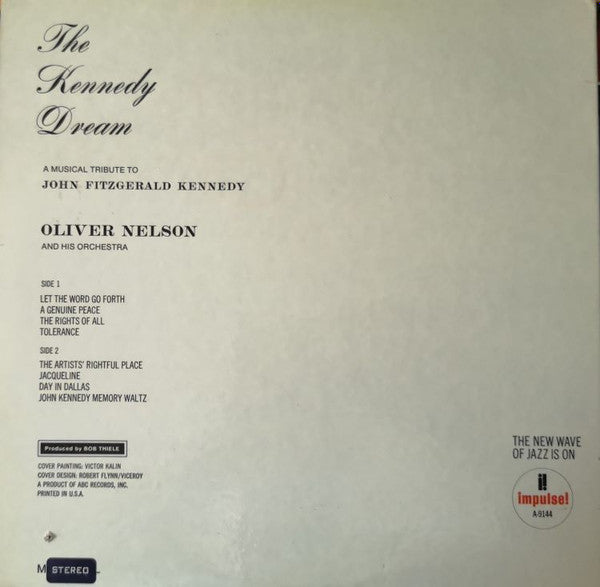 The
Kennedy
Dream
A MUSICAL TRIBUTE TO
JOHN FITZGERALD KENNEDY
OLIVER NELSON
AND HIS ORCHESTRA
SIDE 1
LET THE WORD GO FORTH
A GENUINE PEACE
THE RIGHTS OF ALL
TOLERANCE
SIDE 2
THE ARTISTS' RIGHTFUL PLACE
JACQUELINE
DAY IN DALLAS
JOHN KENNEDY MEMORY WALTZ
Produced by BOB THIELE
COVER PAINTING: VICTOR KALIN
COVER DESIGN: ROBERT FLYNN/VICEROY
A PRODUCT OF ABC RECORDS, INC.
PRINTED IN U.S.A.
THE NEW WAVE
OF JAZZ IS ON
impulse!
A-9144
STEREO